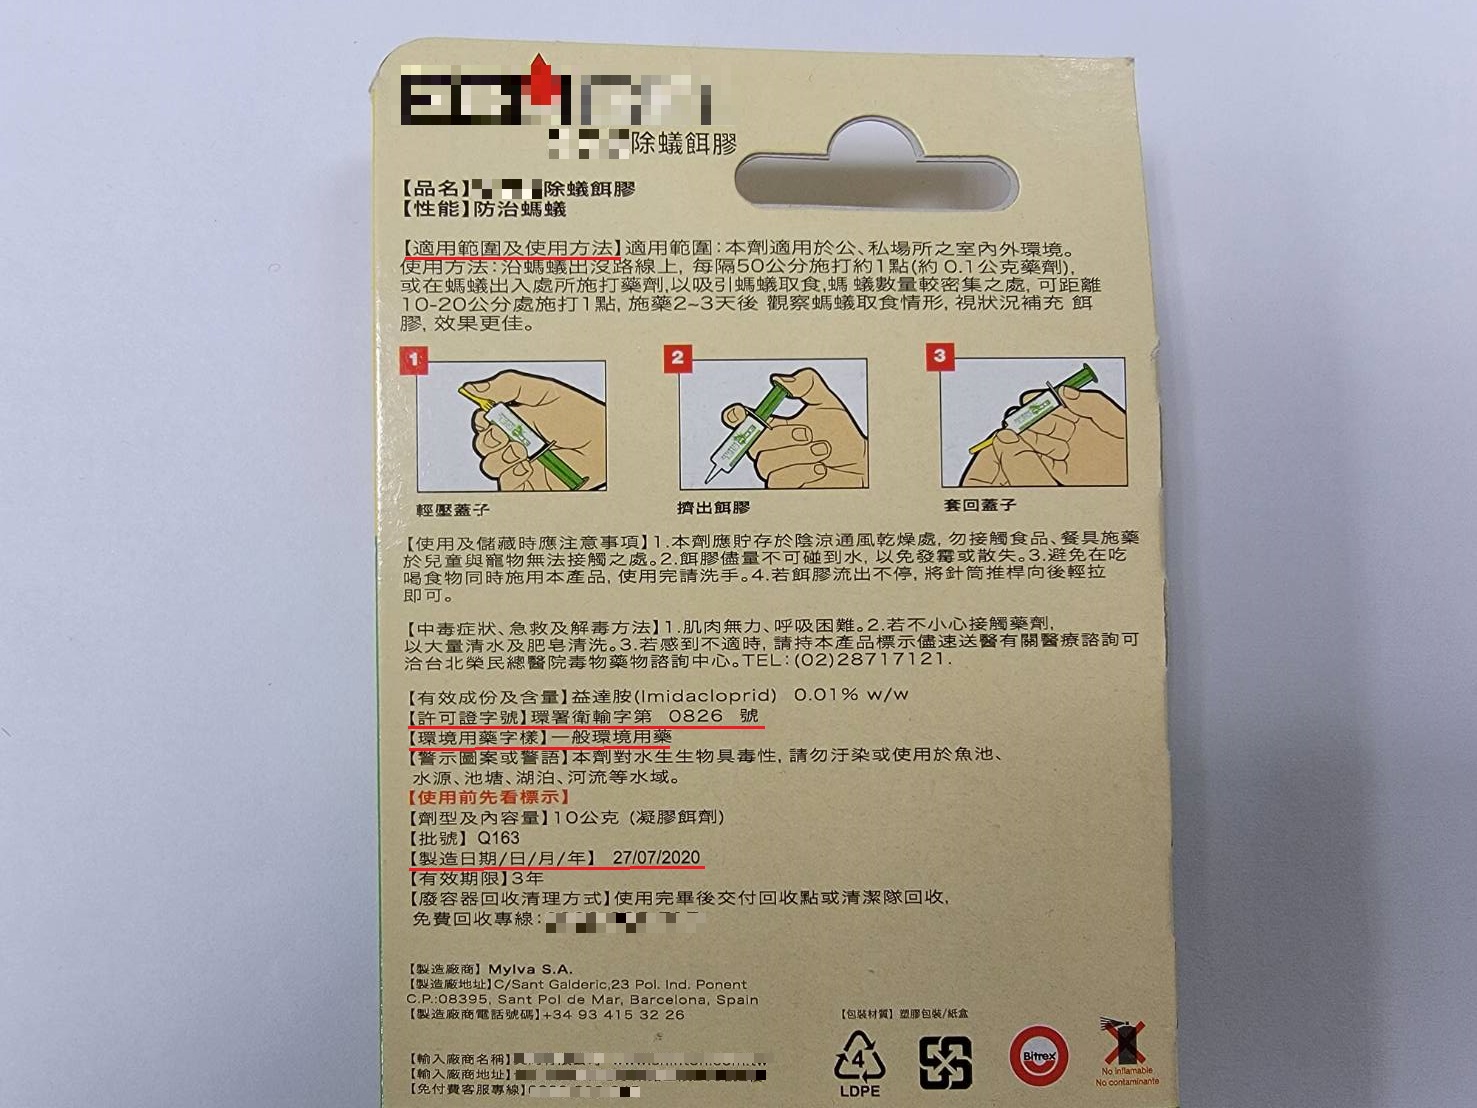 除蟻餌膠
【品名】除蟻餌膠
【性能】防治螞蟻
【適用範圍及使用方法】適用範圍：本劑適用於公、私場所之室內外環境。
使用方法：沿螞蟻出沒路線上, 每隔50公分施打約1點(約 0.1公克藥劑),
或在螞蟻出入處所施打藥劑,以吸引螞蟻取食,螞 蟻數量較密集之處, 可距離
10-20公分處施打1點, 施藥2~3天後 觀察螞蟻取食情形, 視狀況補充 餌
膠, 效果更佳。
1
2
3
輕壓蓋子
擠出餌膠
套回蓋子
【使用及儲藏時應注意事項】1.本劑應貯存於陰涼通風乾燥處, 勿接觸食品、餐具施藥
於兒童與寵物無法接觸之處。2.餌膠儘量不可碰到水, 以免發霉或散失。3.避免在吃
喝食物同時施用本產品, 使用完請洗手。4.若餌膠流出不停, 將針筒推桿向後輕拉
即可。
【中毒症狀、急救及解毒方法】1.肌肉無力、呼吸困難。2.若不小心接觸藥劑,
以大量清水及肥皂清洗。3.若感到不適時, 請持本產品標示儘速送醫有關醫療諮詢可
洽台北榮民總醫院毒物藥物諮詢中心。TEL：(02)28717121.
【有效成份及含量】益達胺(Imidacloprid) 0.01% w/w
【許可證字號】環署衛輸字第 0826 號
【環境用藥字樣】一般環境用藥
【警示圖案或警語】本劑對水生生物具毒性, 請勿汙染或使用於魚池、
水源、池塘、湖泊、河流等水域。
【使用前先看標示】
【劑型及內容量】10公克 (凝膠餌劑)
【批號】 Q163
【製造日期/日/月/年】 27/07/2020
【有效期限】3年
【廢容器回收清理方式】使用完畢後交付回收點或清潔隊回收,
免費回收專線：
【製造廠商】Mylva S.A.
【製造廠地址】C/Sant Galderic,23 Pol. Ind. Ponent
C.P.:08395, Sant Pol de Mar, Barcelona, Spain
【製造廠商電話號碼】+34 93 415 32 26
【包裝材質】塑膠包裝/紙盒
4
LDPE
Bitrex
No inflamable
No contaminante
【輸入廠商名稱】
【輸入廠商地址】
【免付費客服專線】